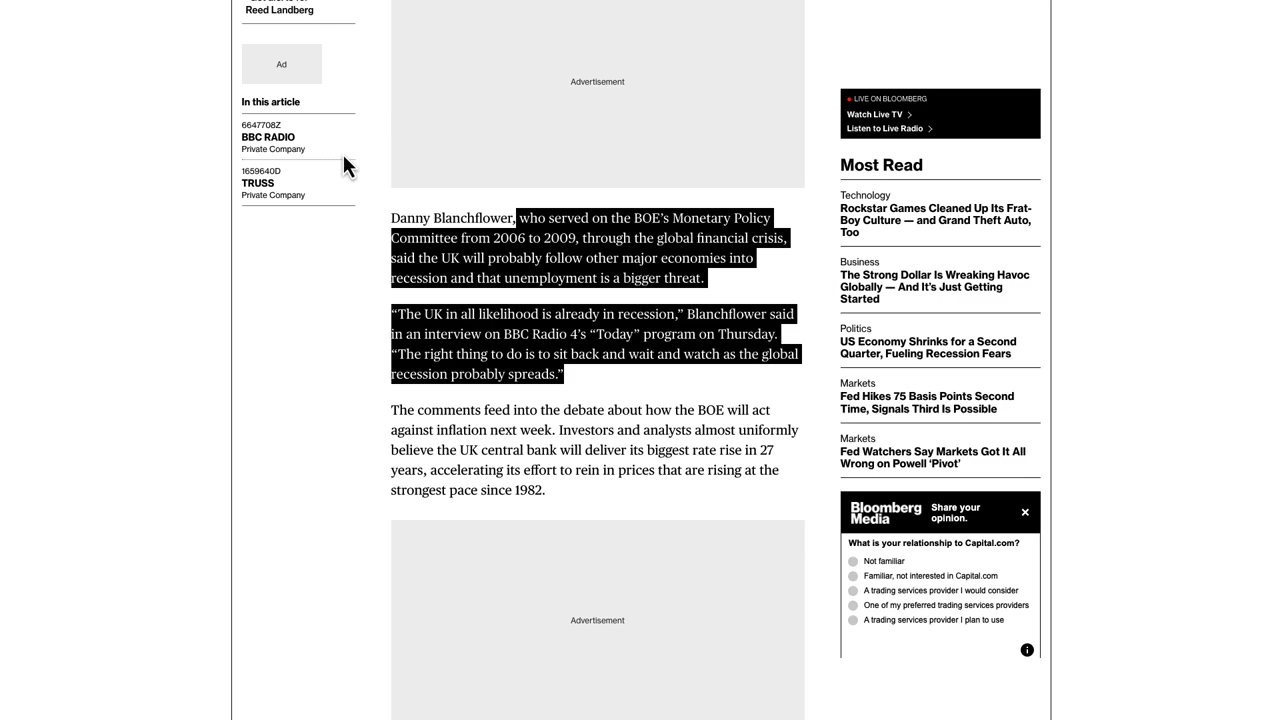 Reed Landberg
Ad
In this article
6647708Z
BBC RADIO
Private Company
1659640D
TRUSS
Private Company
Advertisement
Danny Blanchflower, who served on the BOE’s Monetary Policy
Committee from 2006 to 2009, through the global financial crisis,
said the UK will probably follow other major economies into
recession and that unemployment is a bigger threat.
“The UK in all likelihood is already in recession,” Blanchflower said
in an interview on BBC Radio 4’s “Today” program on Thursday.
“The right thing to do is to sit back and wait and watch as the global
recession probably spreads.”
The comments feed into the debate about how the BOE will act
against inflation next week. Investors and analysts almost uniformly
believe the UK central bank will deliver its biggest rate rise in 27
years, accelerating its effort to rein in prices that are rising at the
strongest pace since 1982.
Advertisement
LIVE ON BLOOMBERG
Watch Live TV
Listen to Live Radio
Most Read
Technology
Rockstar Games Cleaned Up Its Frat-
Boy Culture — and Grand Theft Auto,
Too
Business
The Strong Dollar Is Wreaking Havoc
Globally — And It’s Just Getting
Started
Politics
US Economy Shrinks for a Second
Quarter, Fueling Recession Fears
Markets
Fed Hikes 75 Basis Points Second
Time, Signals Third Is Possible
Markets
Fed Watchers Say Markets Got It All
Wrong on Powell ‘Pivot’
Bloomberg
Media
Share your
opinion.
What is your relationship to Capital.com?
Not familiar
Familiar, not interested in Capital.com
A trading services provider I would consider
One of my preferred trading services providers
A trading services provider I plan to use